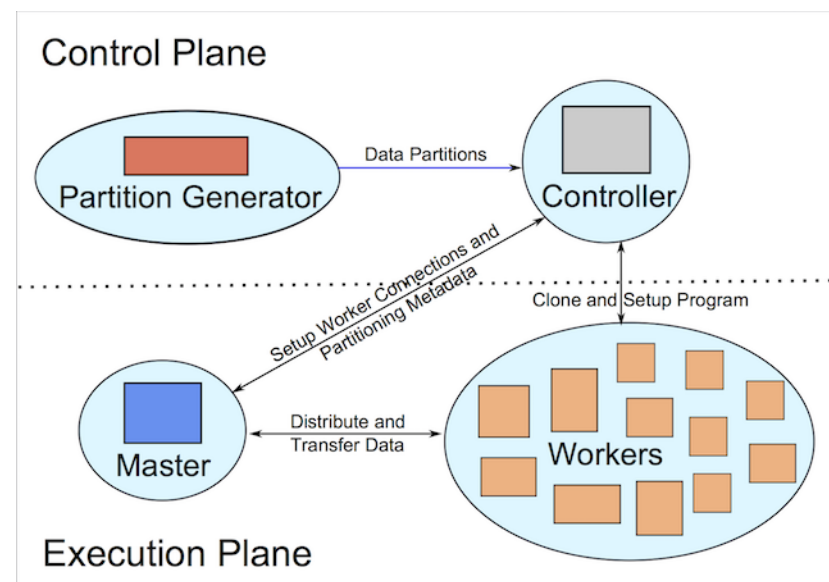 Control Plane
Data Partitions
Partition Generator
Controller
Setup Worker Connections and
Partitioning Metadata
Clone and Setup Program
Distribute and
Transfer Data
Master
Workers
Execution Plane